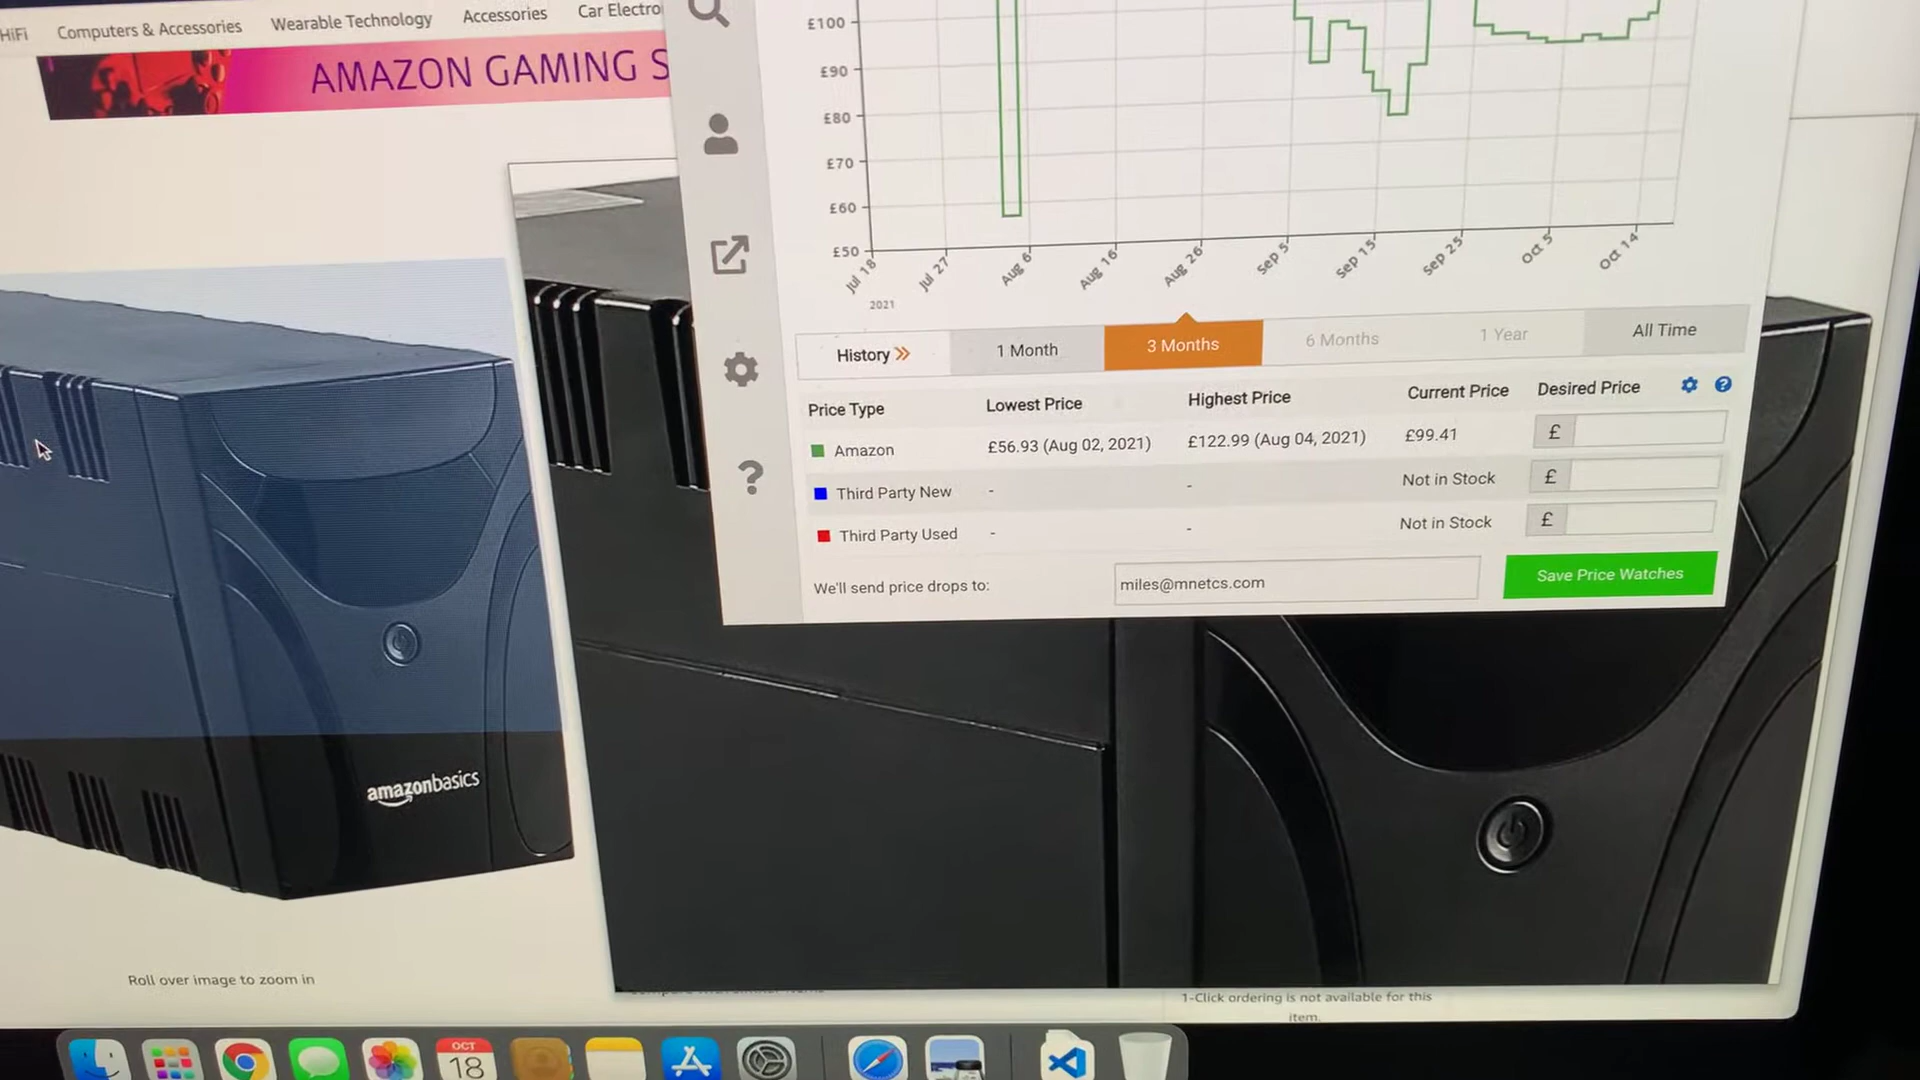 HiFi
Computers & Accessories
Wearable Technology
Accessories
Car Electro
AMAZON GAMING S
£100
£90
£80
£70
£60
£50
Jul 18
Jul 27
Aug 6
Aug 16
Aug 26
Sep 5
Sep 15
Sep 25
Oct 5
Oct 14
2021
History
1 Month
3 Months
6 Months
1 Year
All Time
Price Type
Lowest Price
Highest Price
Current Price
Desired Price
Amazon
£56.93 (Aug 02, 2021)
£122.99 (Aug 04, 2021)
£99.41
£
Third Party New
-
-
Not in Stock
£
Third Party Used
-
-
Not in Stock
£
We'll send price drops to:
miles@mnetcs.com
Save Price Watches
amazonbasics
Roll over image to zoom in
1-Click ordering is not available for this
item.
OCT
18